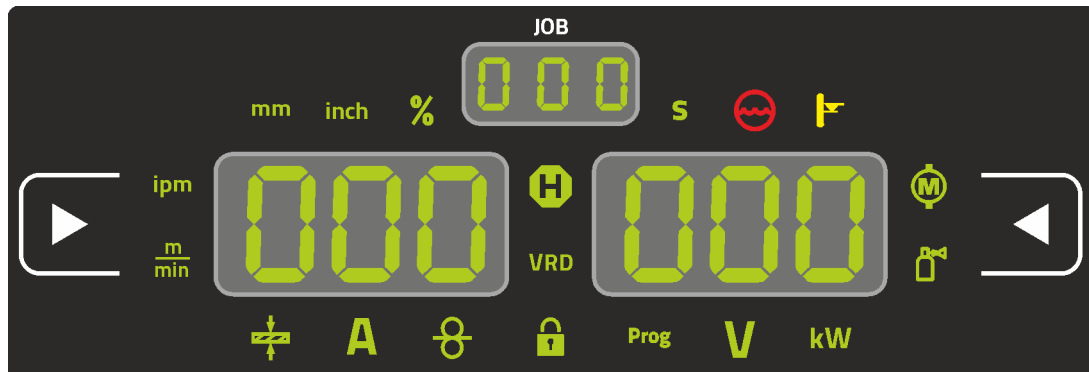 JOB
000
mm inch % S
ipm 000 H 000 M
m
min
VRD
A Prog V kW